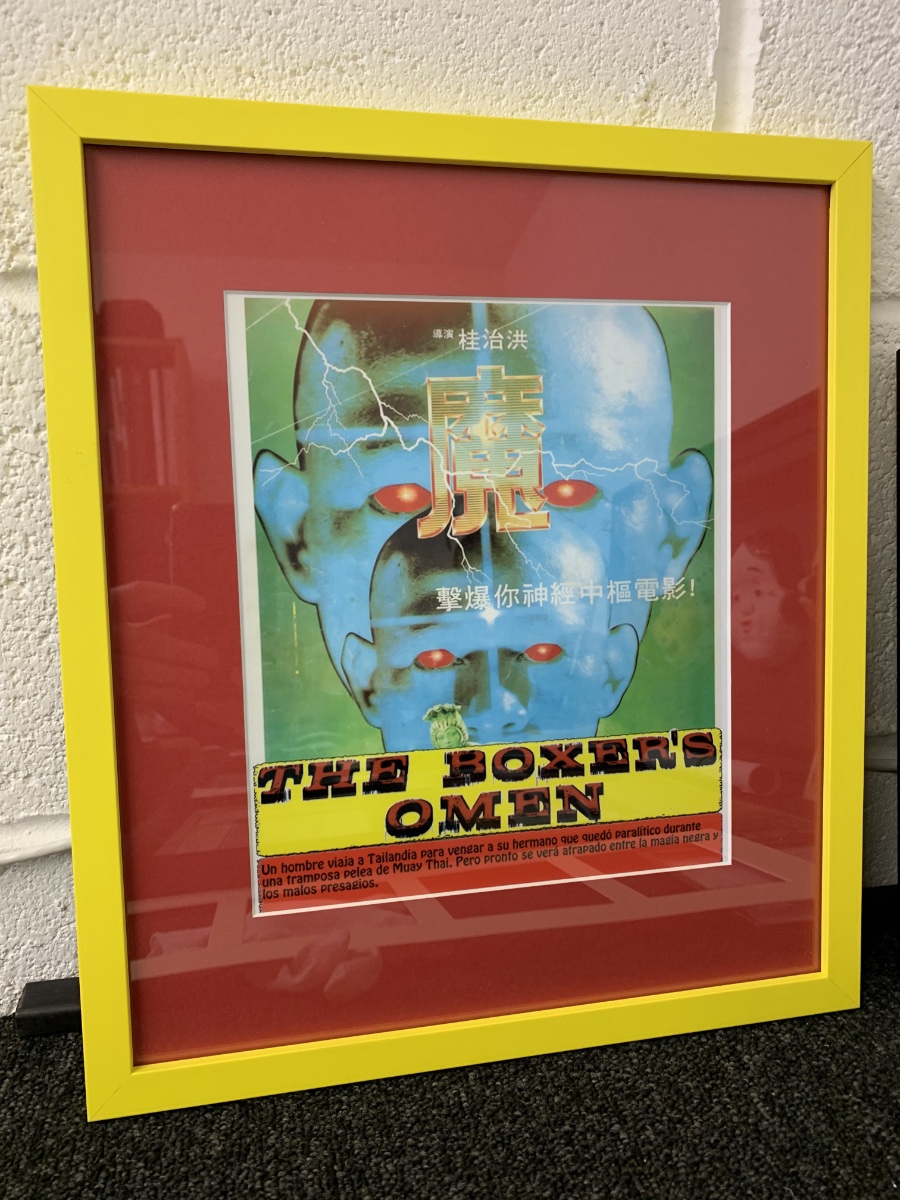 導演 桂治洪
魔
擊爆你神經中樞電影!
THE BOXER'S
OMEN
Un hombre viaja a Tailandia para vengar a su hermano que quedó paralítico durante
una tramposa pelea de Muay Thai. Pero pronto se verá atrapado entre la magia negra y
los malos presagios.